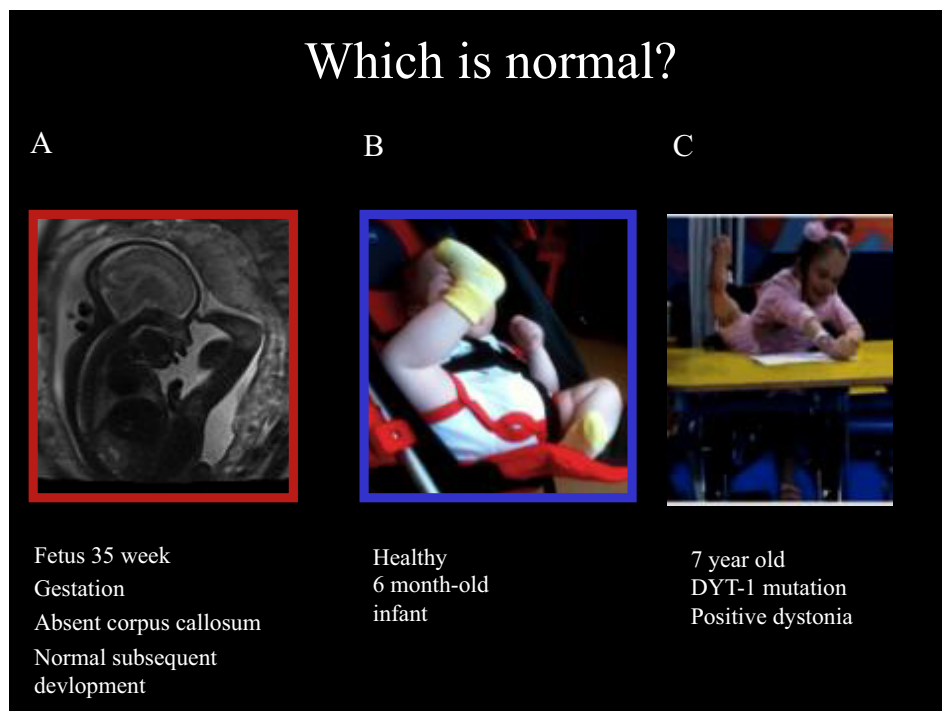 Which is normal?
A
B
C
Fetus 35 week
Gestation
Absent corpus callosum
Normal subsequent
devlopment
Healthy
6 month-old
infant
7 year old
DYT-1 mutation
Positive dystonia